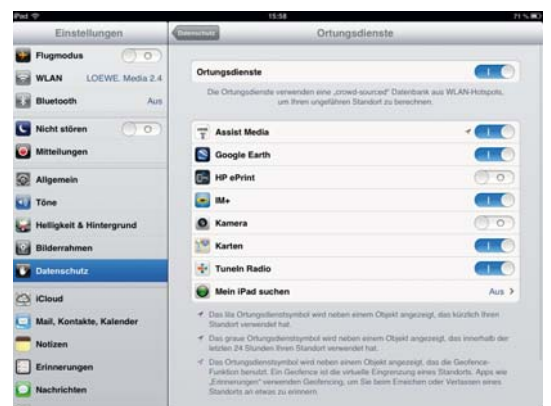 iPad
15:58
71 %
Einstellungen
Flugmodus
WLAN LOEWE. Media 2.4
Bluetooth Aus
Nicht stören
Mitteilungen
Allgemein
Töne
Helligkeit & Hintergrund
Bilderrahmen
Datenschutz
iCloud
Mail, Kontakte, Kalender
Notizen
Erinnerungen
Nachrichten
Datenschutz
Ortungsdienste
Ortungsdienste
Die Ortungsdienste verwenden eine „crowd-sourced“ Datenbank aus WLAN-Hotspots,
um Ihren ungefähren Standort zu berechnen.
Assist Media
Google Earth
HP ePrint
IM+
Kamera
Karten
TuneIn Radio
Mein iPad suchen Aus
Das lila Ortungsdienstsymbol wird neben einem Objekt angezeigt, das kürzlich Ihren
Standort verwendet hat.
Das graue Ortungsdienstsymbol wird neben einem Objekt angezeigt, das innerhalb der
letzten 24 Stunden Ihren Standort verwendet hat.
Das Ortungsdienstsymbol wird neben einem Objekt angezeigt, das die Geofence-
Funktion benutzt. Ein Geofence ist die virtuelle Eingrenzung eines Standorts. Apps wie
„Erinnerungen“ verwenden Geofencing, um Sie beim Erreichen oder Verlassen eines
Standorts an etwas zu erinnern.